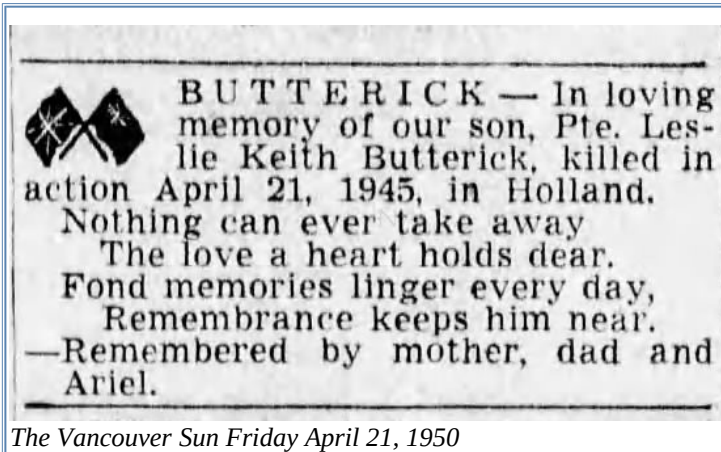 BUTTERICK — In loving
memory of our son, Pte. Les-
lie Keith Butterick, killed in
action April 21, 1945, in Holland.
Nothing can ever take away
The love a heart holds dear.
Fond memories linger every day,
Remembrance keeps him near.
—Remembered by mother, dad and
Ariel.
The Vancouver Sun Friday April 21, 1950